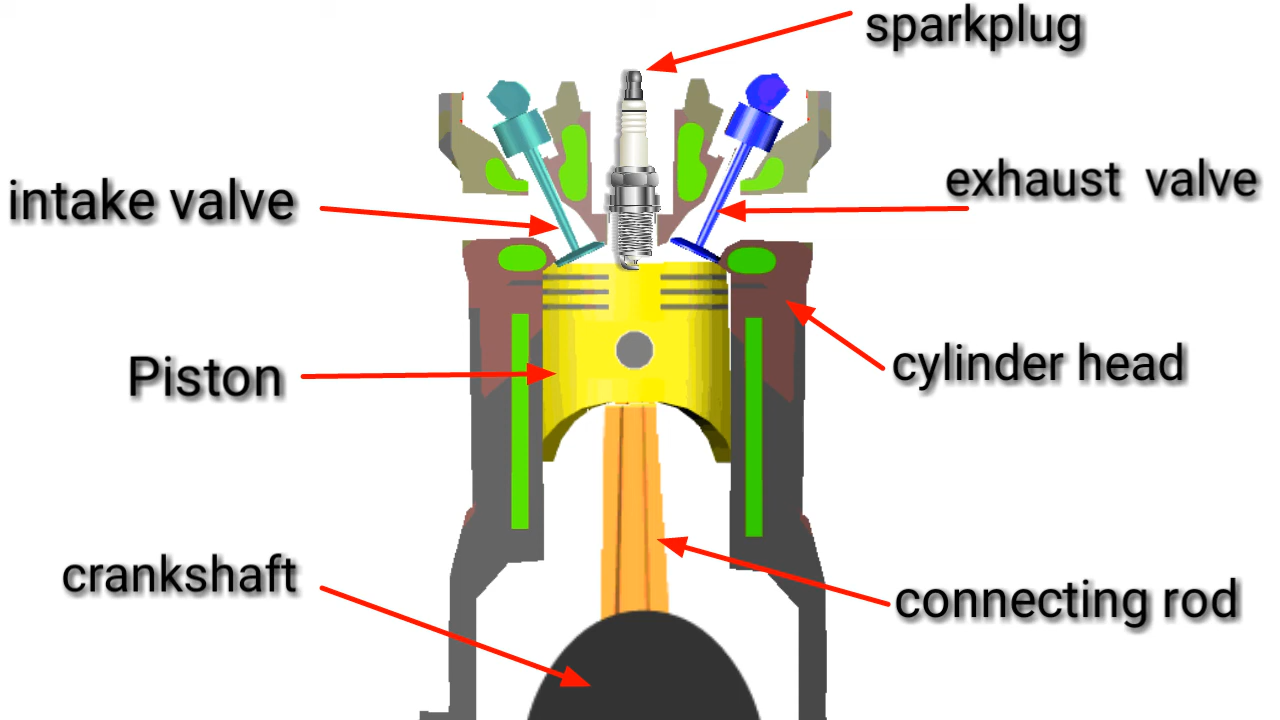 sparkplug
intake valve
exhaust valve
Piston
cylinder head
crankshaft
connecting rod